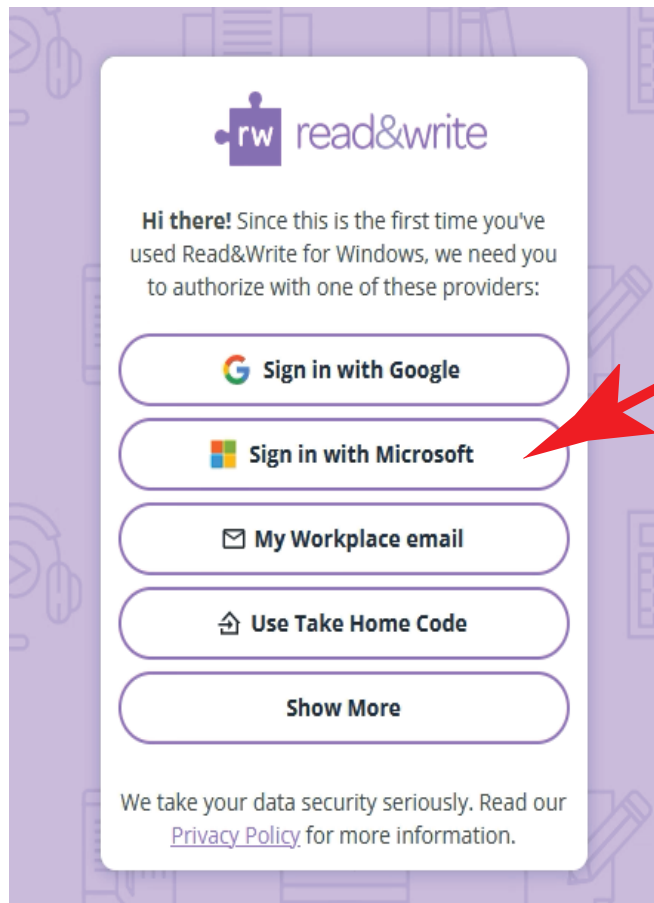 rw read&write
Hi there! Since this is the first time you've
used Read&Write for Windows, we need you
to authorize with one of these providers:
Sign in with Google
Sign in with Microsoft
My Workplace email
Use Take Home Code
Show More
We take your data security seriously. Read our
Privacy Policy for more information.